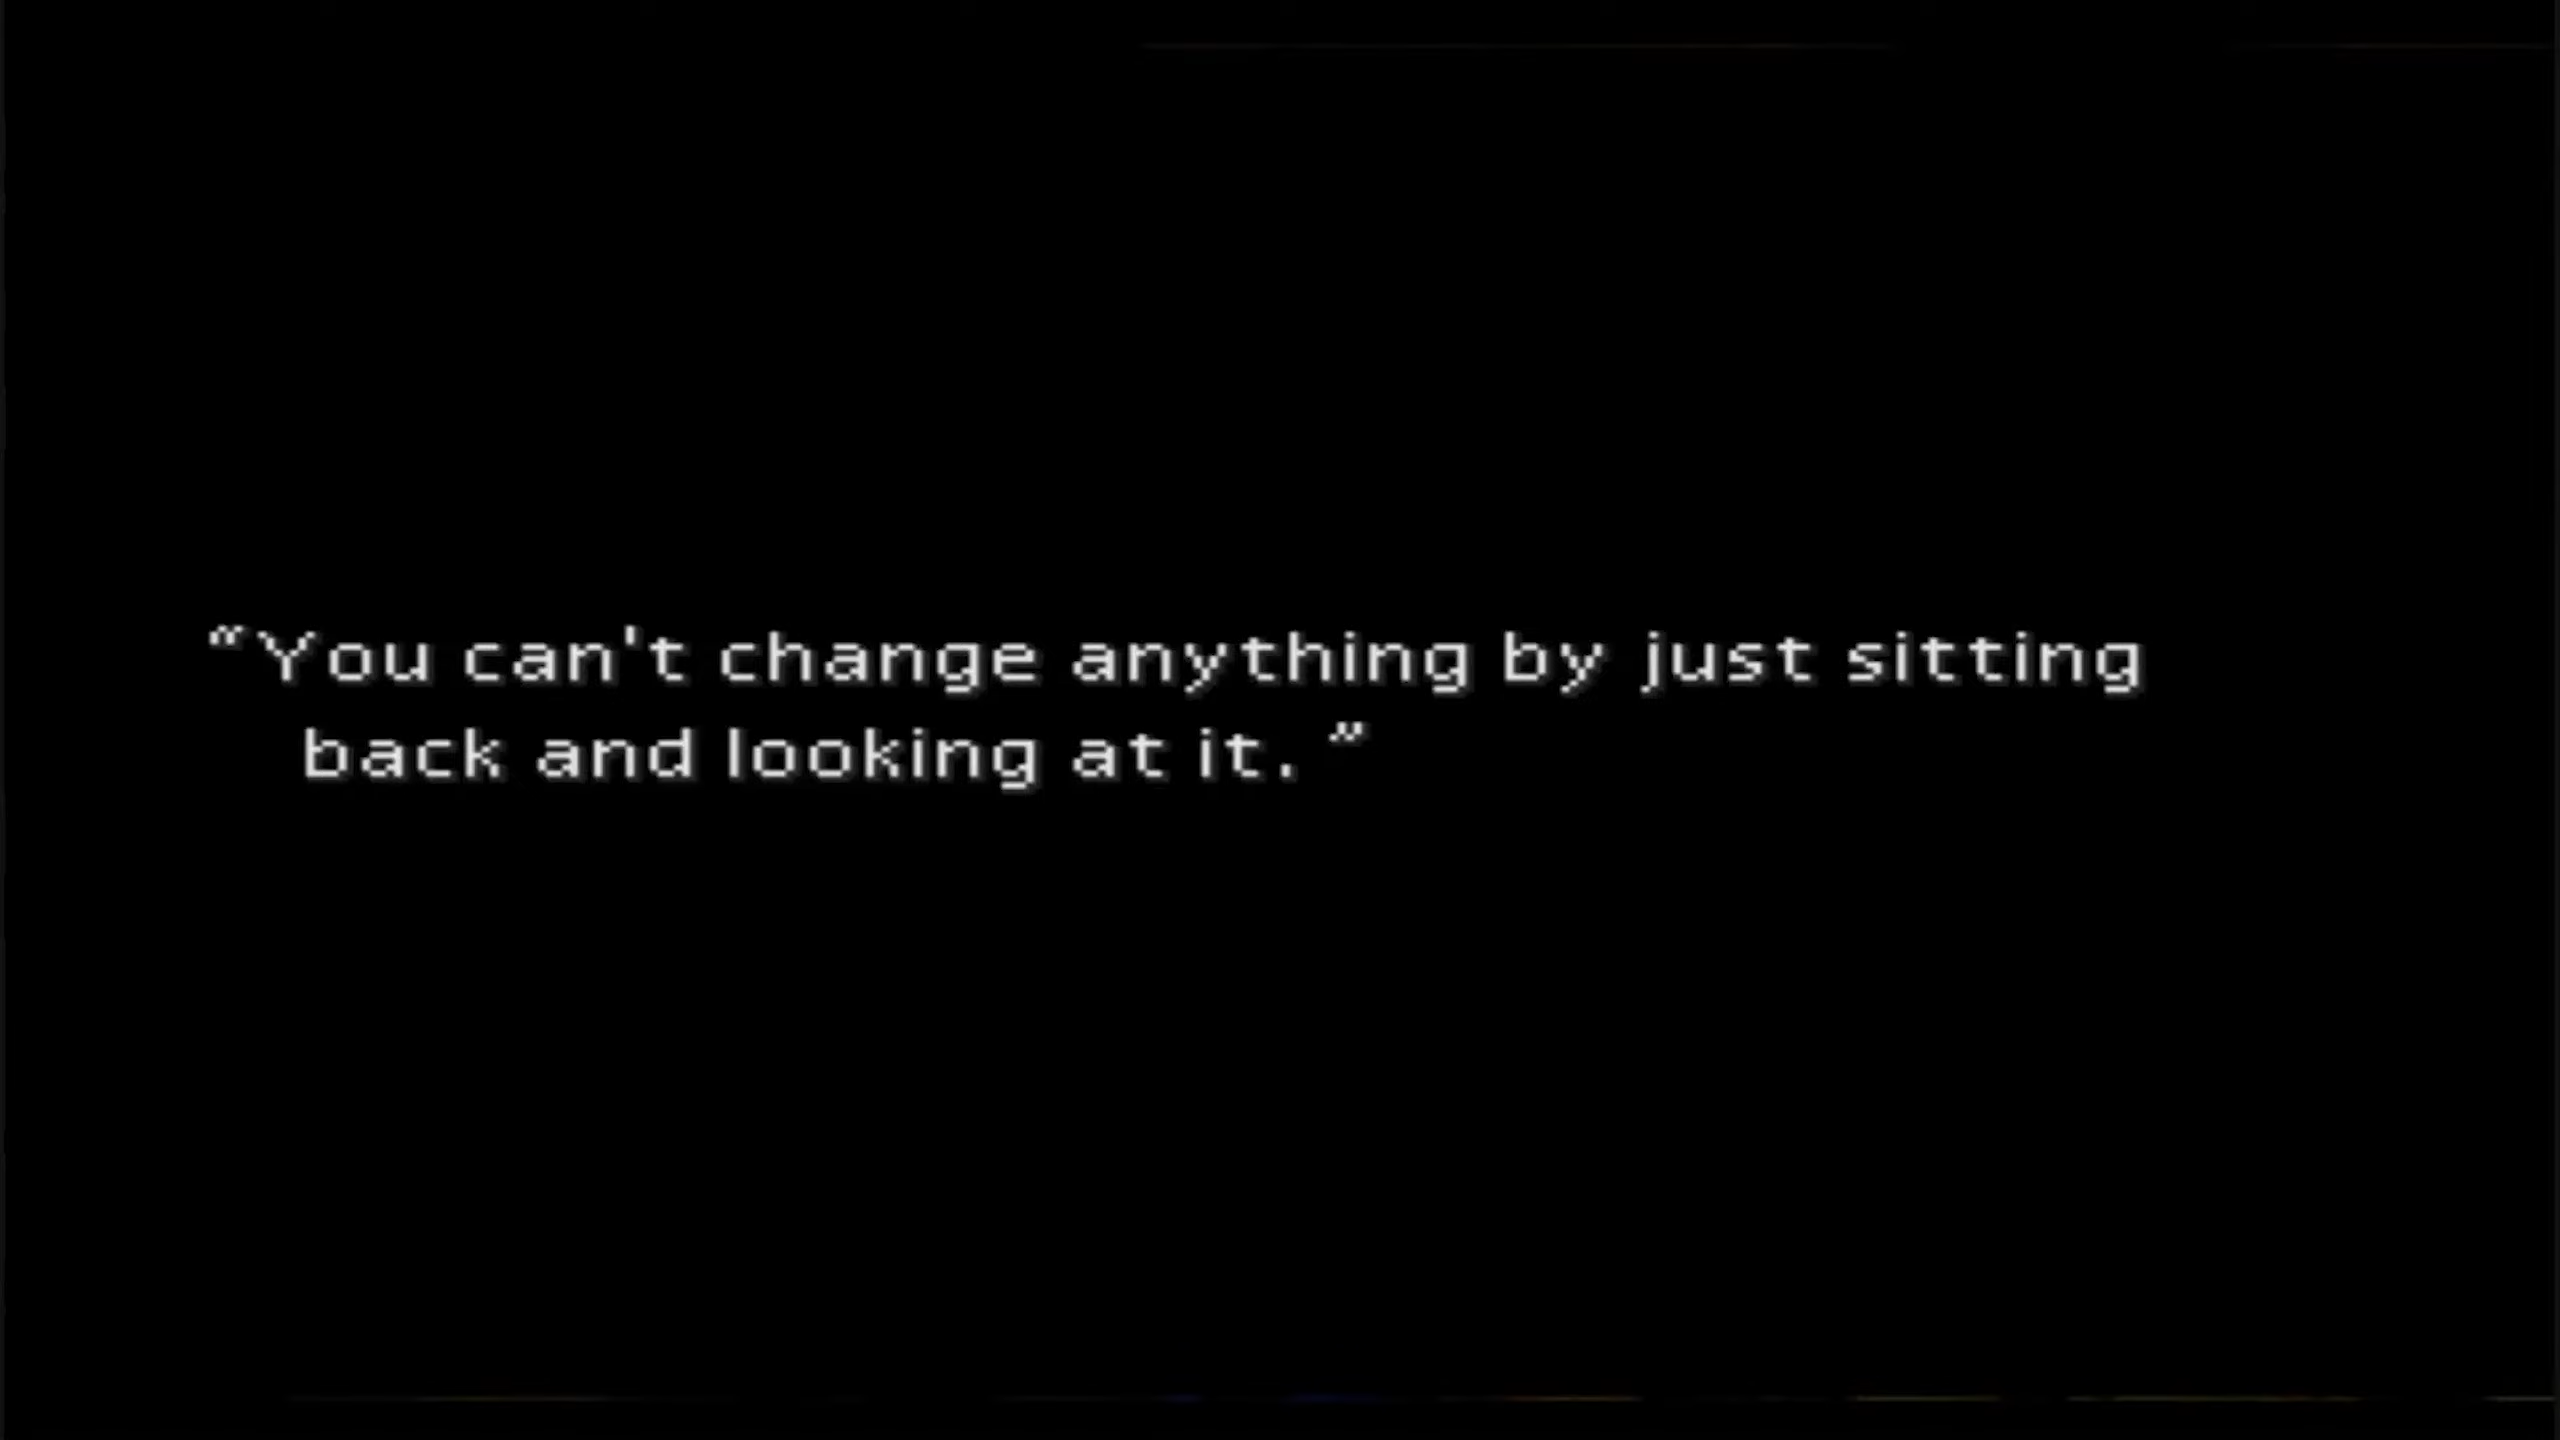 “You can't change anything by just sitting
back and looking at it. ”